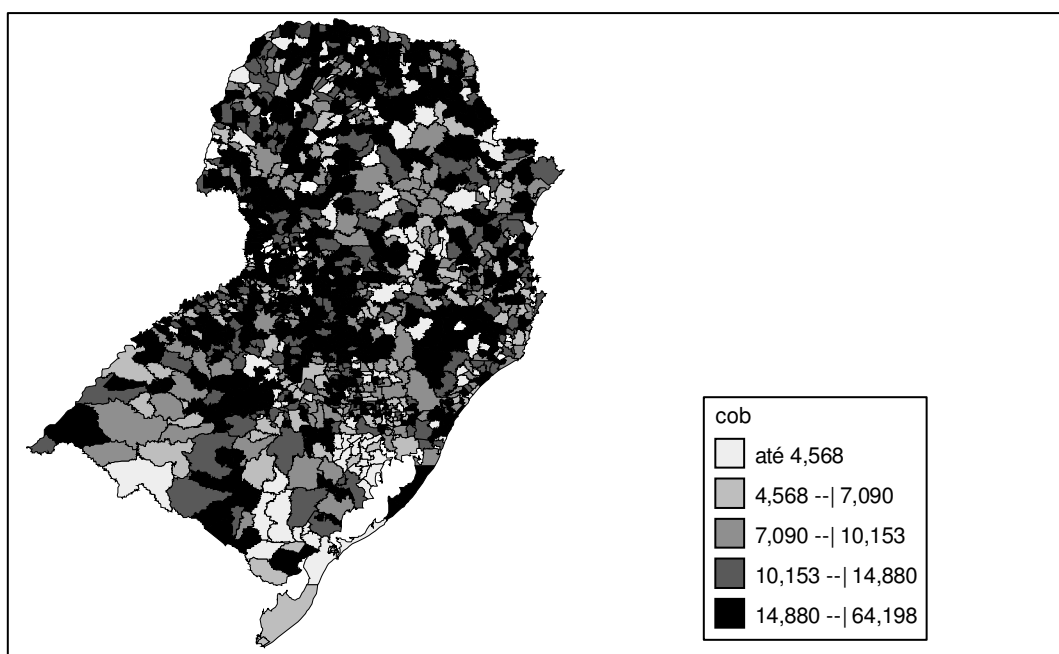 cob
até 4,568
4,568 --| 7,090
7,090 --| 10,153
10,153 --| 14,880
14,880 --| 64,198